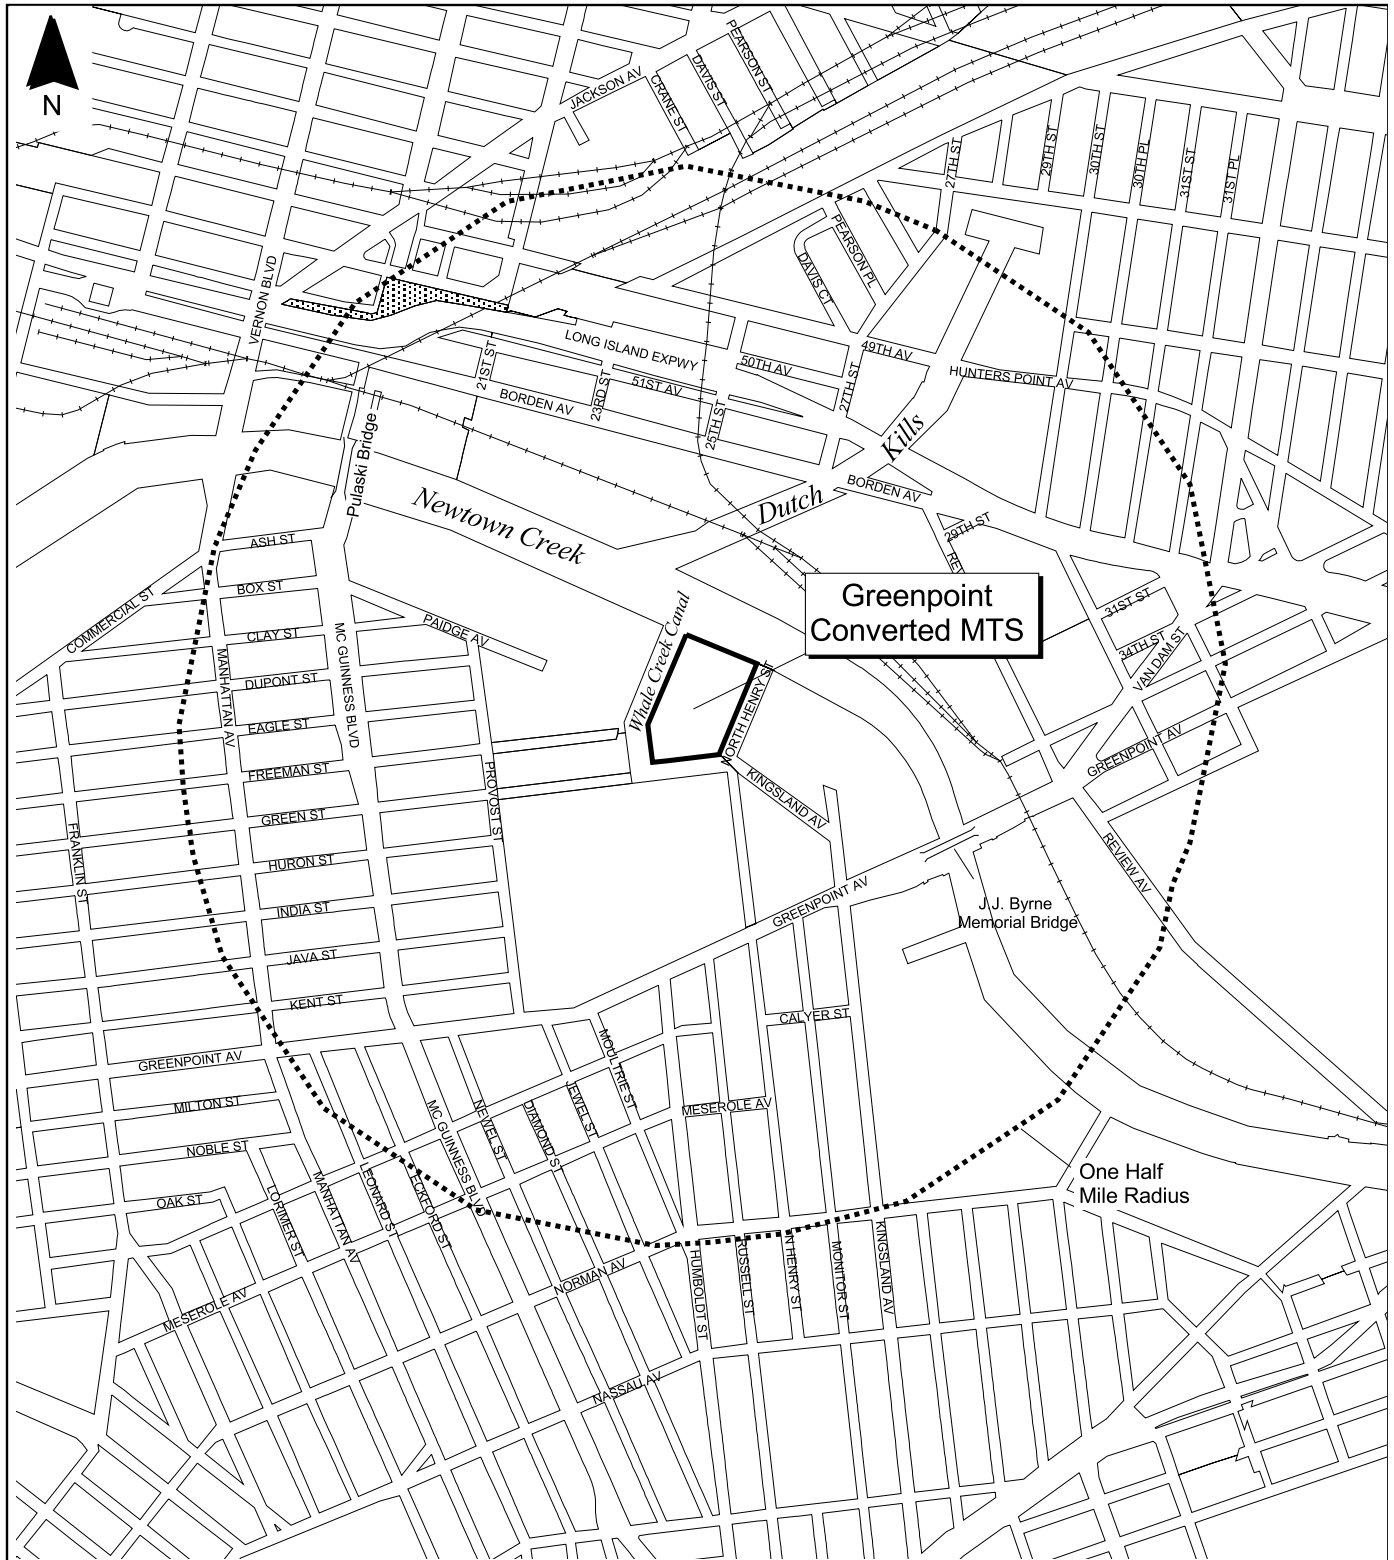 N
JACKSON AV
CRANE ST
DAVIS ST
PEARSON ST
27TH ST
29TH ST
30TH ST
30TH PL
31ST ST
31ST PL
VERNON BLVD
PEARSON PL
DAVIS CT
LONG ISLAND EXPWY
49TH AV
50TH AV
51ST AV
HUNTERS POINT AV
21ST ST
23RD ST
25TH ST
27TH ST
BORDEN AV
Pulaski Bridge
Kills
Dutch
BORDEN AV
Newtown Creek
29TH ST
ASH ST
BOX ST
CLAY ST
DUPONT ST
EAGLE ST
FREEMAN ST
GREEN ST
HURON ST
INDIA ST
JAVA ST
KENT ST
COMMERCIAL ST
MANHATTAN AV
MC GUINNESS BLVD
PAIDGE AV
PROVOST ST
FRANKLIN ST
Whale Creek Canal
Greenpoint
Converted MTS
NORTH HENRY ST
KINGSLAND AV
31ST ST
34TH ST
VAN DAM ST
GREENPOINT AV
REVIEW AV
GREENPOINT AV
J.J. Byrne
Memorial Bridge
CALYER ST
MOULTRIE ST
GREENPOINT AV
MILTON ST
NOBLE ST
OAK ST
MESEROLE AV
MC GUINNESS BLVD
NEWEL ST
DIAMOND ST
JEWEL ST
LORIMER ST
MANHATTAN AV
ECKFORD ST
One Half
Mile Radius
MESEROLE AV
NORMAN AV
NASSAU AV
HUMBOLDT ST
RUSSELL ST
N HENRY ST
MONITOR ST
KINGSLAND AV